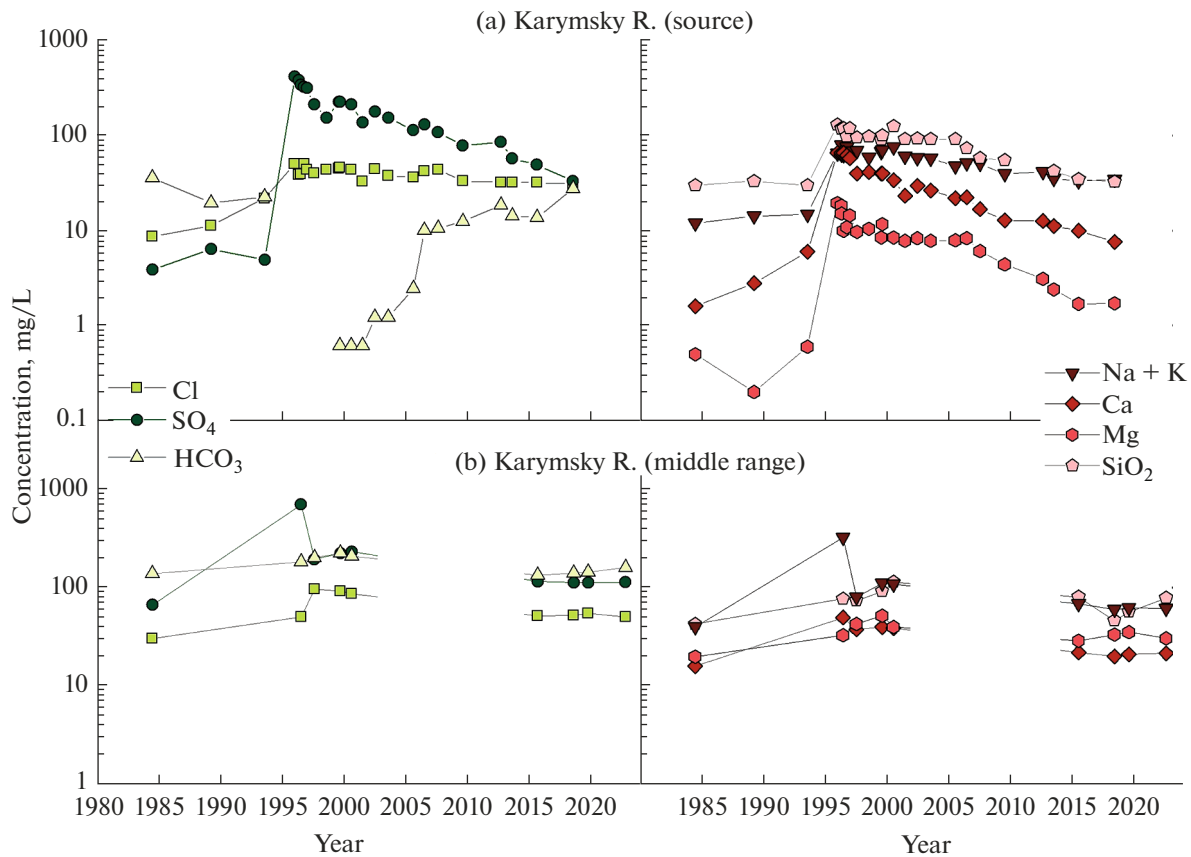 (a) Karymsky R. (source)
1000
100
10
1
0.1
Concentration, mg/L
Cl
SO₄
HCO₃
Na + K
Ca
Mg
SiO₂
(b) Karymsky R. (middle range)
1000
100
10
1
1980 1985 1990 1995 2000 2005 2010 2015 2020
1985 1990 1995 2000 2005 2010 2015 2020
Year
Year